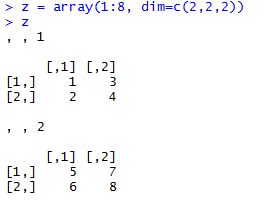 > z = array(1:8, dim=c(2,2,2))
> z
, , 1
     [,1] [,2]
[1,]    1    3
[2,]    2    4
, , 2
     [,1] [,2]
[1,]    5    7
[2,]    6    8